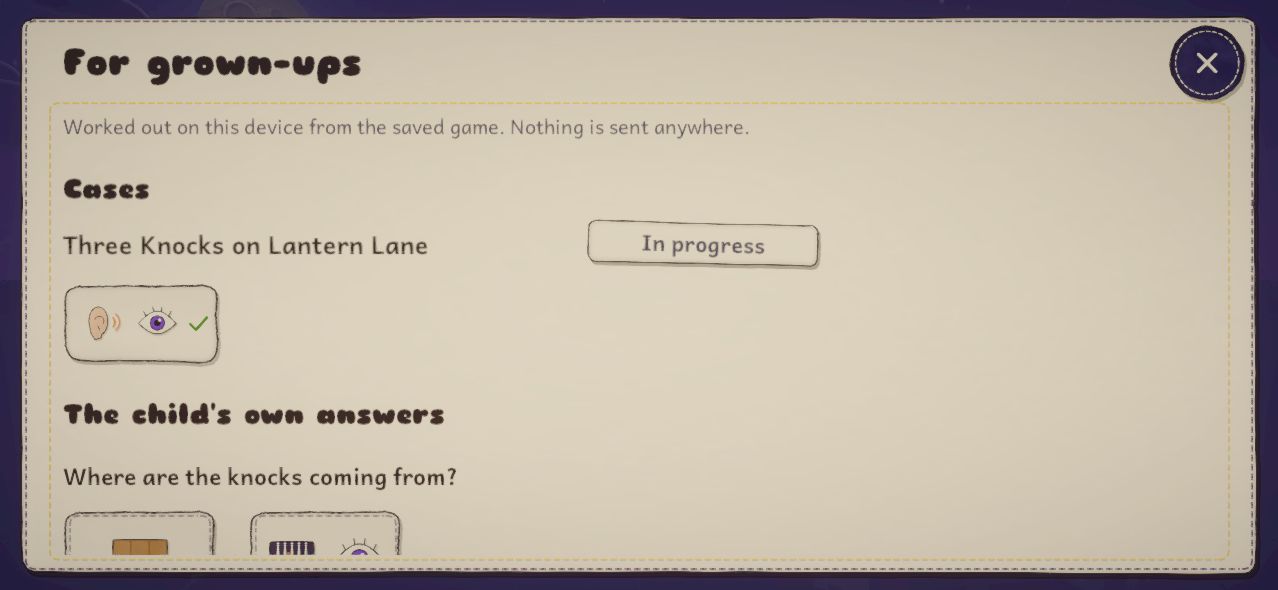 For grown-ups
Worked out on this device from the saved game. Nothing is sent anywhere.
Cases
Three Knocks on Lantern Lane
In progress
The child's own answers
Where are the knocks coming from?